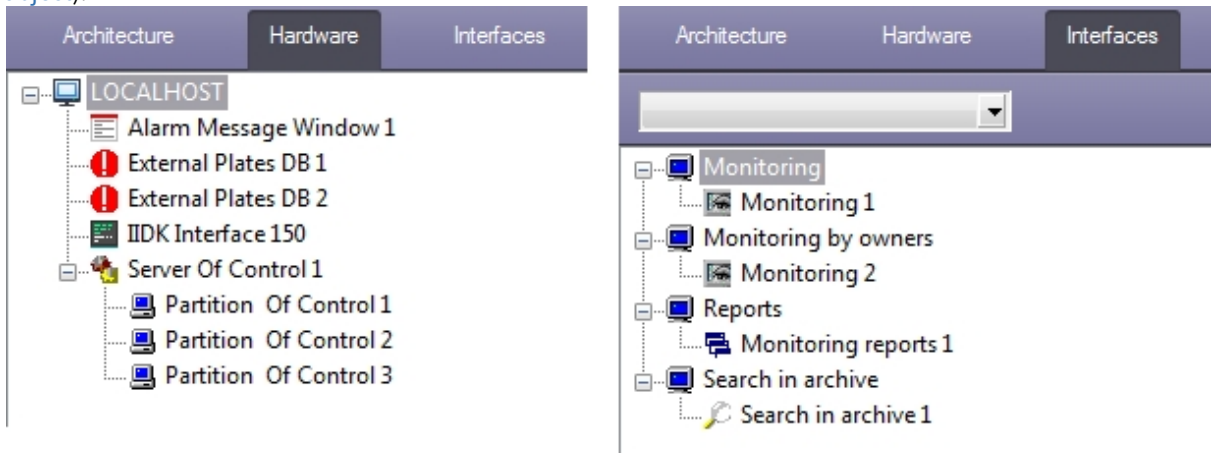 Architecture Hardware Interfaces
LOCALHOST
Alarm Message Window 1
External Plates DB 1
External Plates DB 2
IIDK Interface 150
Server Of Control 1
Partition Of Control 1
Partition Of Control 2
Partition Of Control 3
Architecture Hardware Interfaces
Monitoring
Monitoring 1
Monitoring by owners
Monitoring 2
Reports
Monitoring reports 1
Search in archive
Search in archive 1